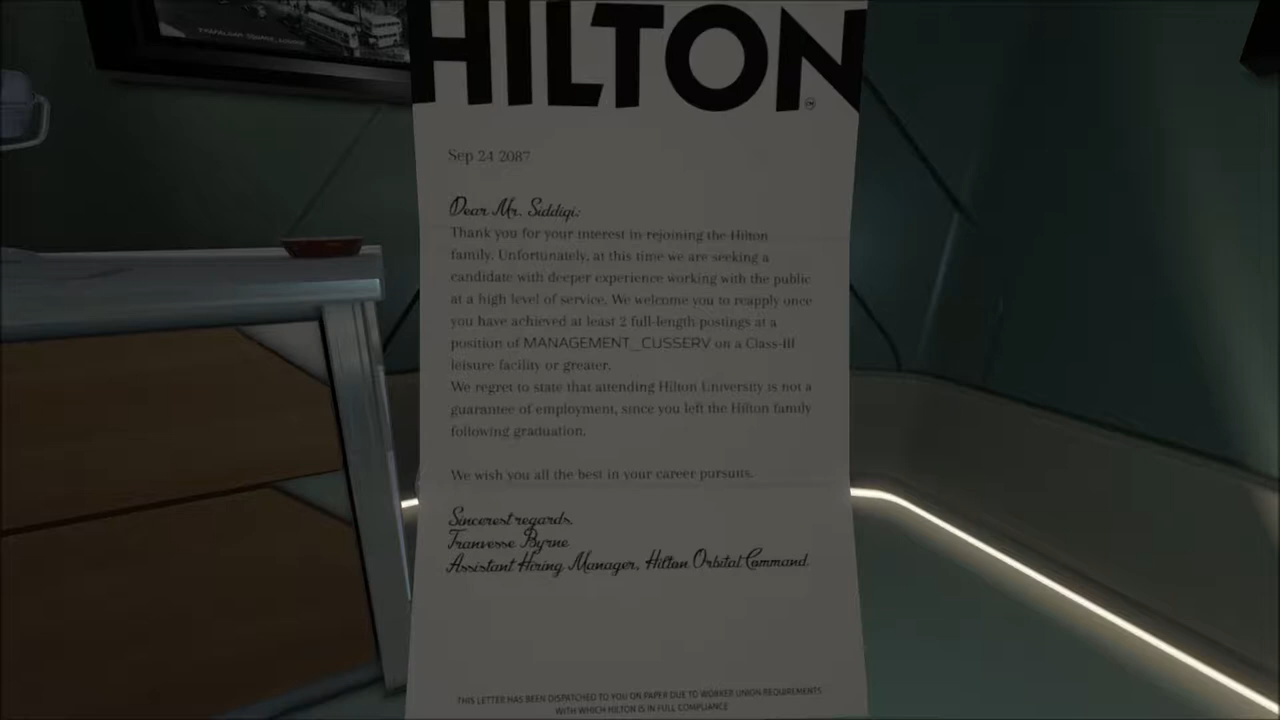 TRAFALGAR SQUARE, LONDON
HILTON
Sep 24 2087
Dear Mr. Siddiqi:
Thank you for your interest in rejoining the Hilton
family. Unfortunately, at this time we are seeking a
candidate with deeper experience working with the public
at a high level of service. We welcome you to reapply once
you have achieved at least 2 full-length postings at a
position of MANAGEMENT_CUSSERV on a Class-III
leisure facility or greater.
We regret to state that attending Hilton University is not a
guarantee of employment, since you left the Hilton family
following graduation.
We wish you all the best in your career pursuits.
Sincerest regards,
Tranvesse Byrne
Assistant Hiring Manager, Hilton Orbital Command.
THIS LETTER HAS BEEN DISPATCHED TO YOU ON PAPER DUE TO WORKER UNION REQUIREMENTS
WITH WHICH HILTON IS IN FULL COMPLIANCE